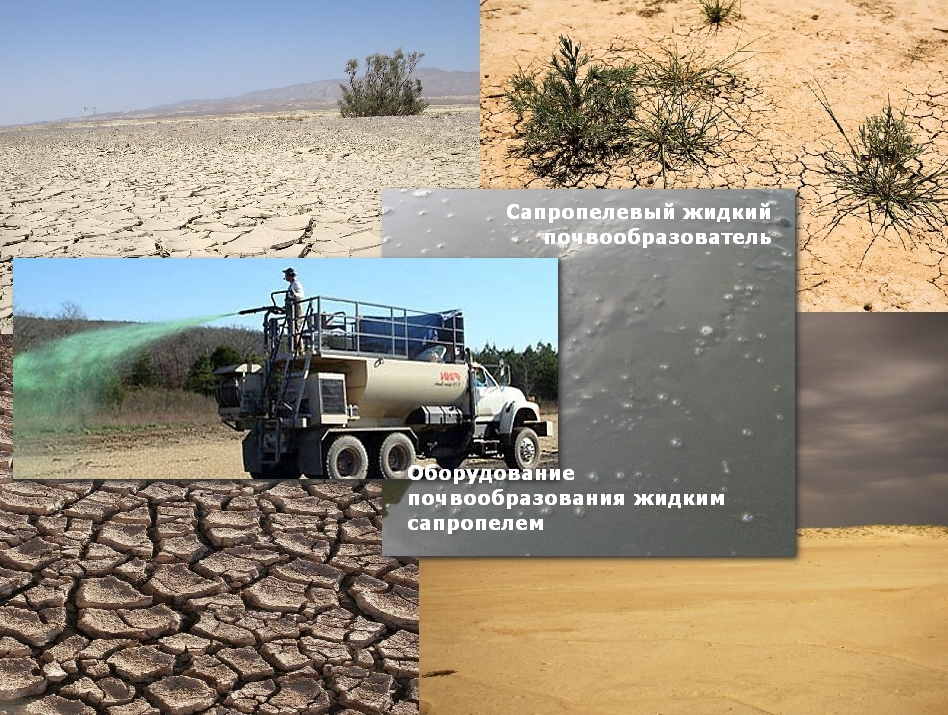 Сапропелевый жидкий
почвообразователь
Оборудование
почвообразования жидким
сапропелем